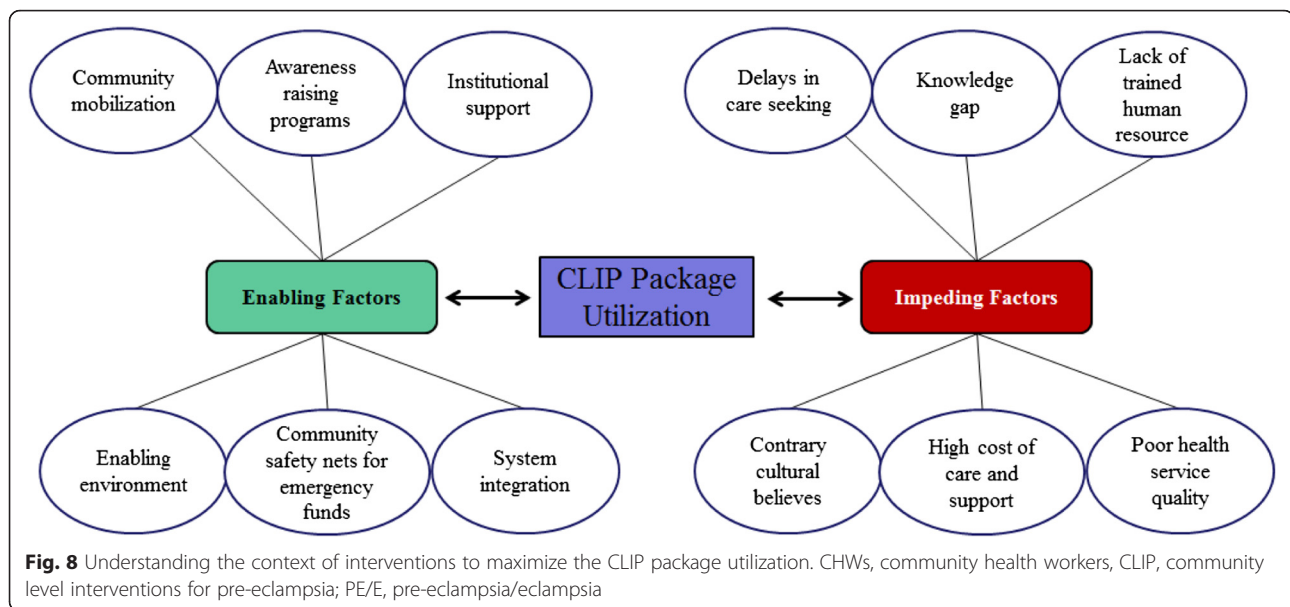 Community
mobilization
Awareness
raising
programs
Institutional
support
Delays in
care seeking
Knowledge
gap
Lack of
trained
human
resource
Enabling Factors
CLIP Package
Utilization
Impeding Factors
Enabling
environment
Community
safety nets for
emergency
funds
System
integration
Contrary
cultural
believes
High cost of
care and
support
Poor health
service
quality
Fig. 8 Understanding the context of interventions to maximize the CLIP package utilization. CHWs, community health workers, CLIP, community
level interventions for pre-eclampsia; PE/E, pre-eclampsia/eclampsia